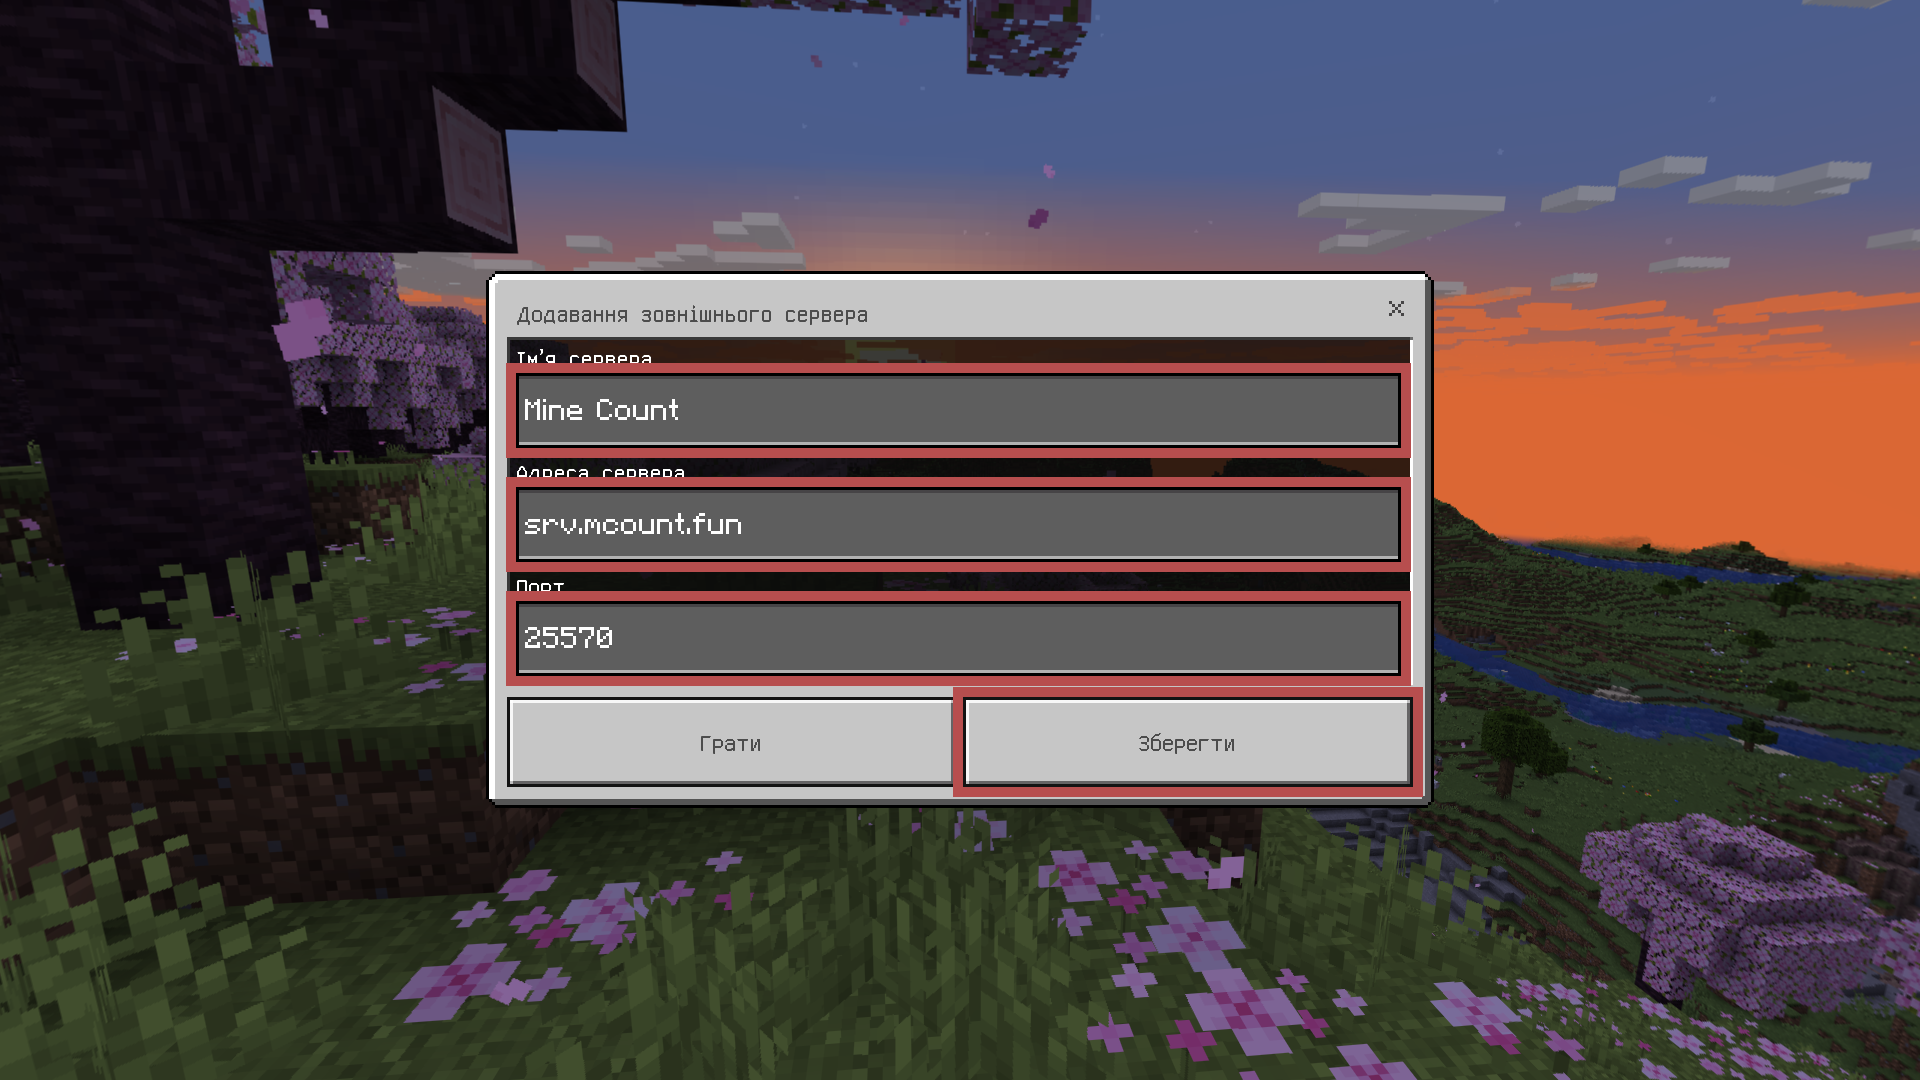 Додавання зовнішнього сервера
Ім'я сервера
Mine Count
Адреса сервера
srv.mcount.fun
Порт
25570
Грати
Зберегти